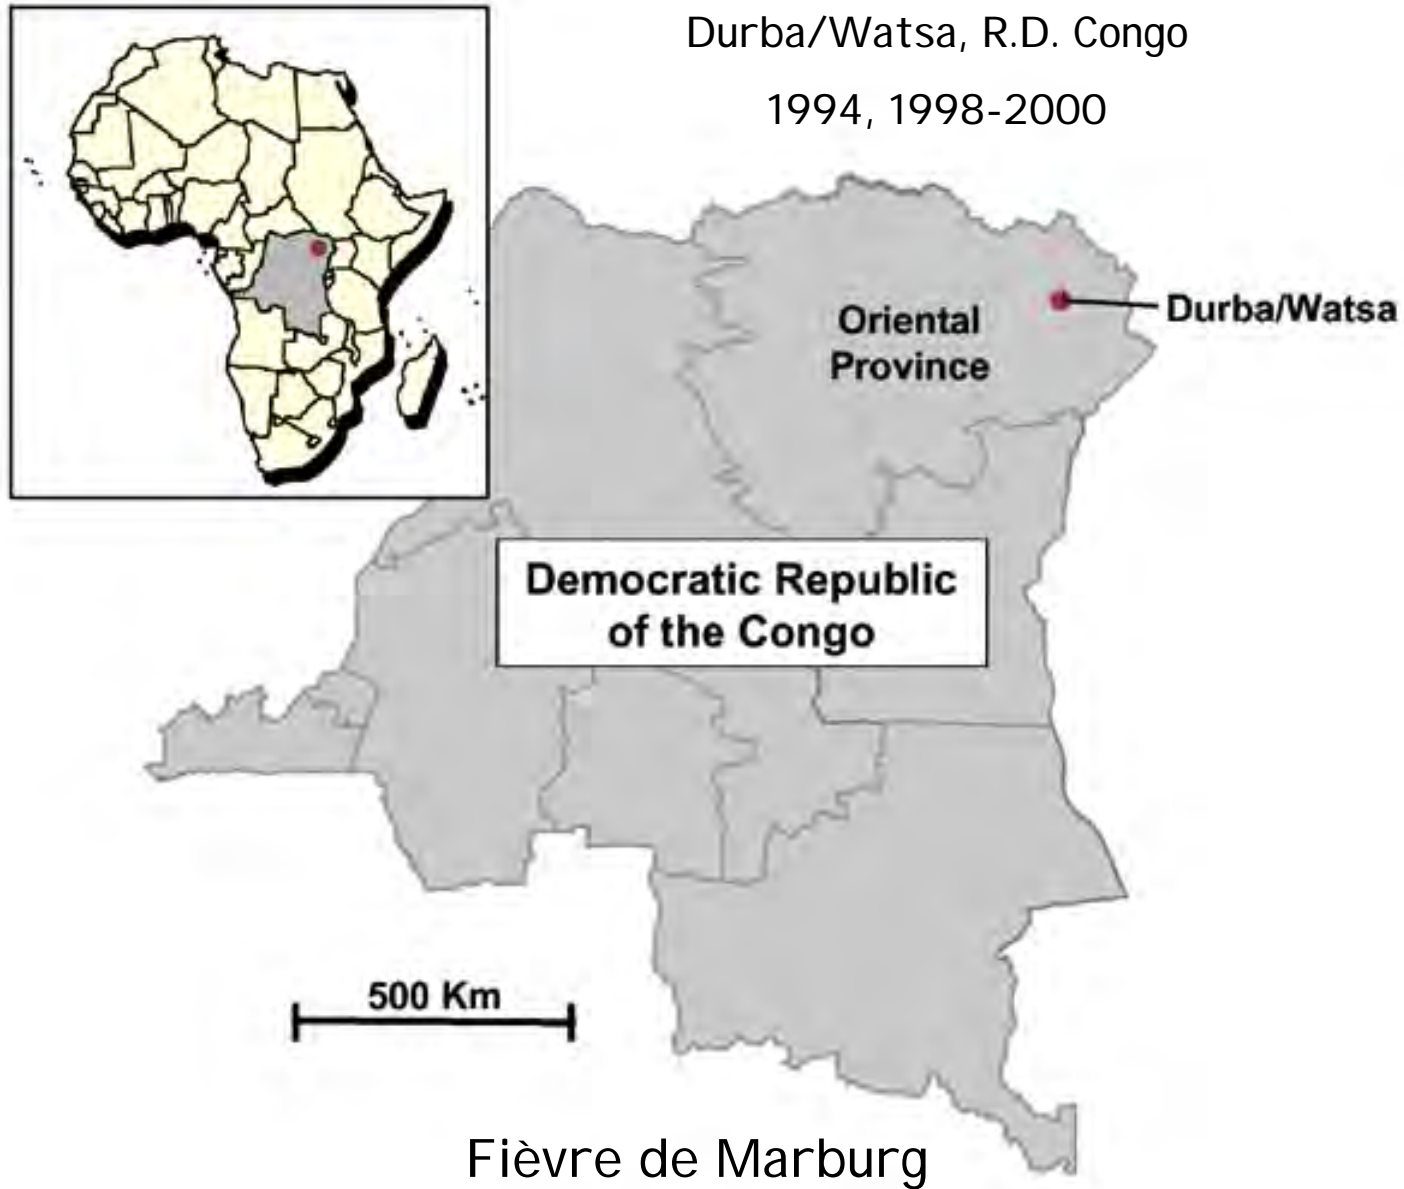 Durba/Watsa, R.D. Congo
1994, 1998-2000
Durba/Watsa
Oriental
Province
Democratic Republic
of the Congo
500 Km
Fièvre de Marburg